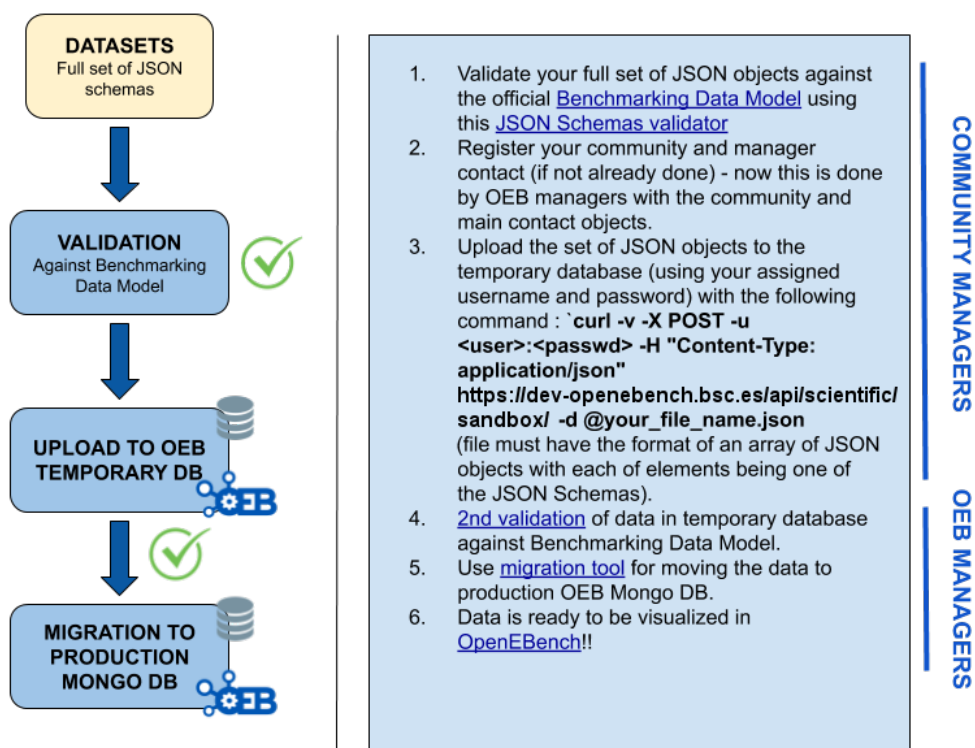 DATASETS
Full set of JSON
schemas
VALIDATION
Against Benchmarking
Data Model
UPLOAD TO OEB
TEMPORARY DB
OEB
MIGRATION TO
PRODUCTION
MONGO DB
OEB
1. Validate your full set of JSON objects against
the official Benchmarking Data Model using
this JSON Schemas validator
2. Register your community and manager
contact (if not already done) - now this is done
by OEB managers with the community and
main contact objects.
3. Upload the set of JSON objects to the
temporary database (using your assigned
username and password) with the following
command : `curl -v -X POST -u
<user>:<passwd> -H "Content-Type:
application/json"
https://dev-openebench.bsc.es/api/scientific/
sandbox/ -d @your_file_name.json
(file must have the format of an array of JSON
objects with each of elements being one of
the JSON Schemas).
4. 2nd validation of data in temporary database
against Benchmarking Data Model.
5. Use migration tool for moving the data to
production OEB Mongo DB.
6. Data is ready to be visualized in
OpenEBench!!
COMMUNITY MANAGERS
OEB MANAGERS